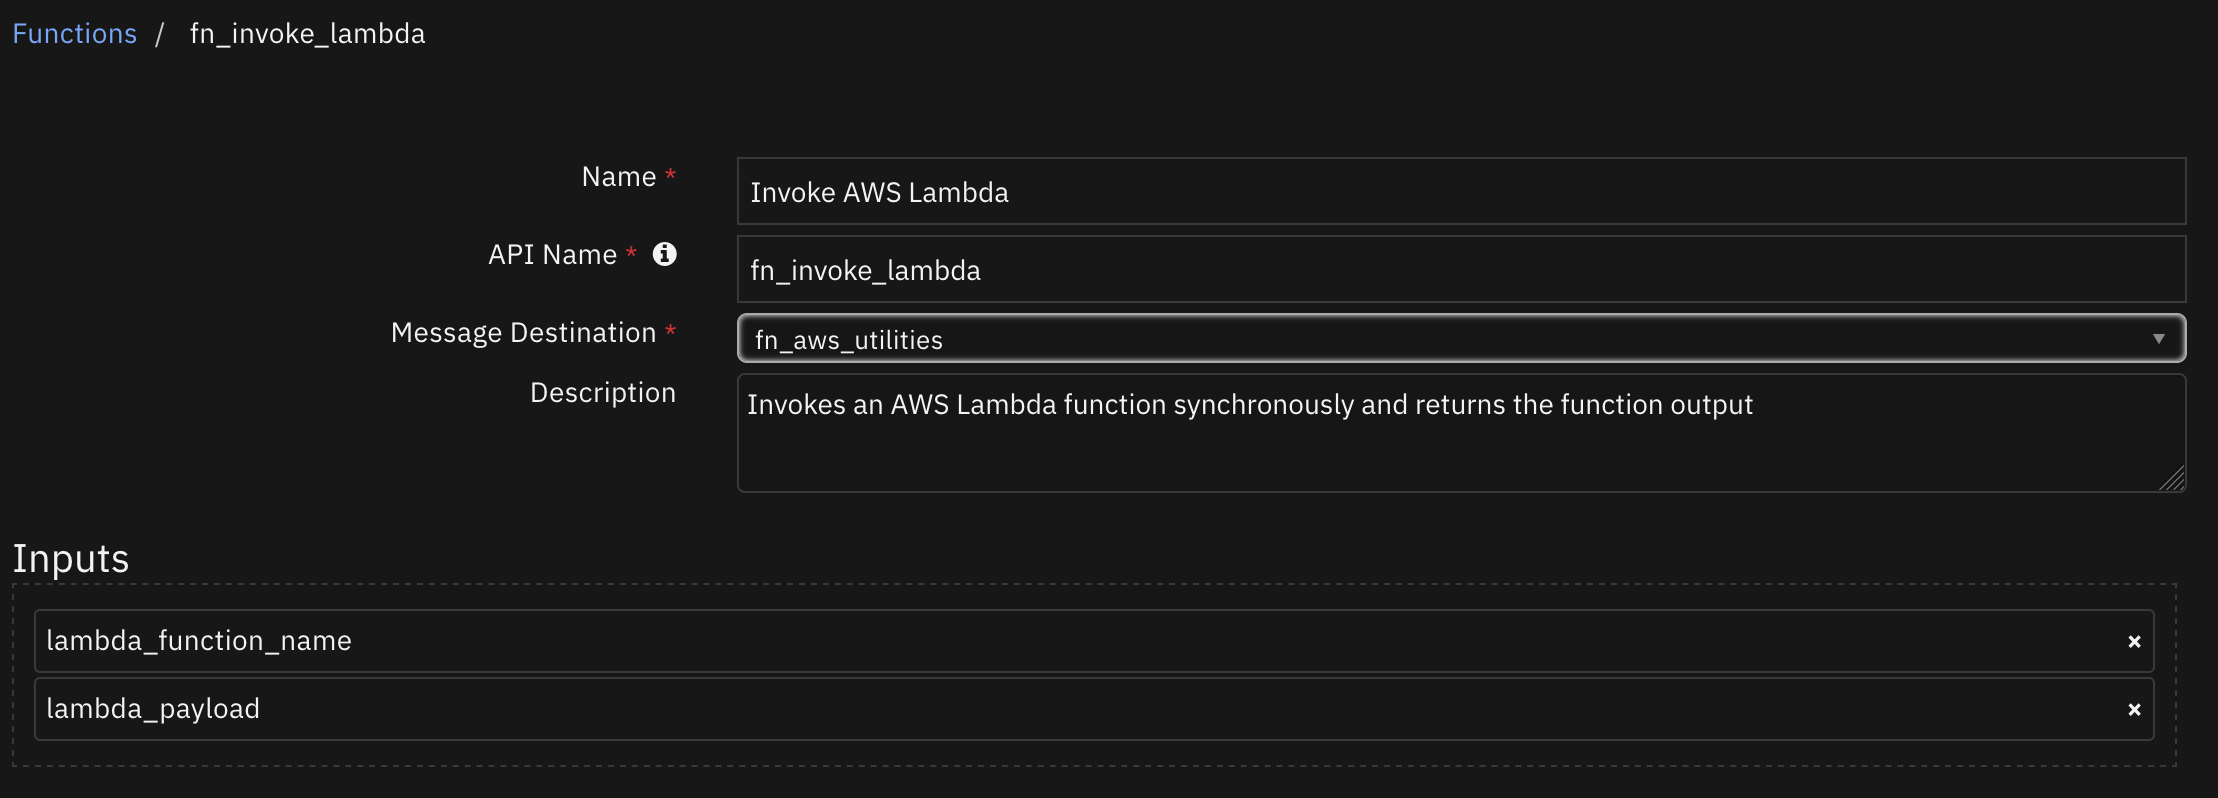 Functions / fn_invoke_lambda
Name *
Invoke AWS Lambda
API Name *
fn_invoke_lambda
Message Destination *
fn_aws_utilities
Description
Invokes an AWS Lambda function synchronously and returns the function output
Inputs
lambda_function_name
lambda_payload